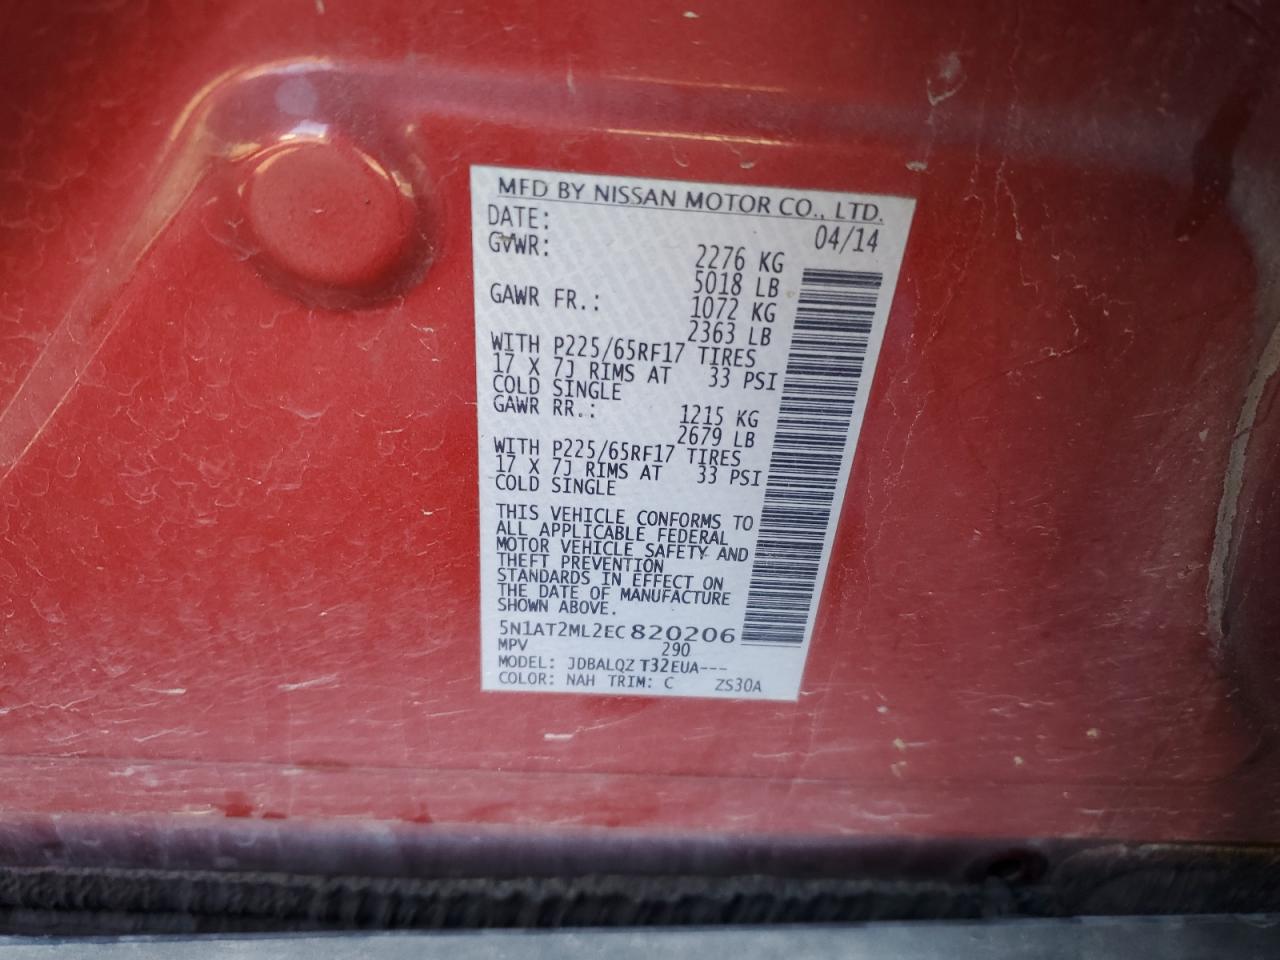 MFD BY NISSAN MOTOR CO., LTD.
DATE: 04/14
GVWR: 2276 KG
5018 LB
GAWR FR.: 1072 KG
2363 LB
WITH P225/65RF17 TIRES
17 X 7J RIMS AT 33 PSI
COLD SINGLE
GAWR RR.: 1215 KG
2679 LB
WITH P225/65RF17 TIRES
17 X 7J RIMS AT 33 PSI
COLD SINGLE
THIS VEHICLE CONFORMS TO
ALL APPLICABLE FEDERAL
MOTOR VEHICLE SAFETY AND
THEFT PREVENTION
STANDARDS IN EFFECT ON
THE DATE OF MANUFACTURE
SHOWN ABOVE.
5N1AT2ML2EC820206
MPV 290
MODEL: JDBALQZ T32EUA---
COLOR: NAH TRIM: C ZS30A